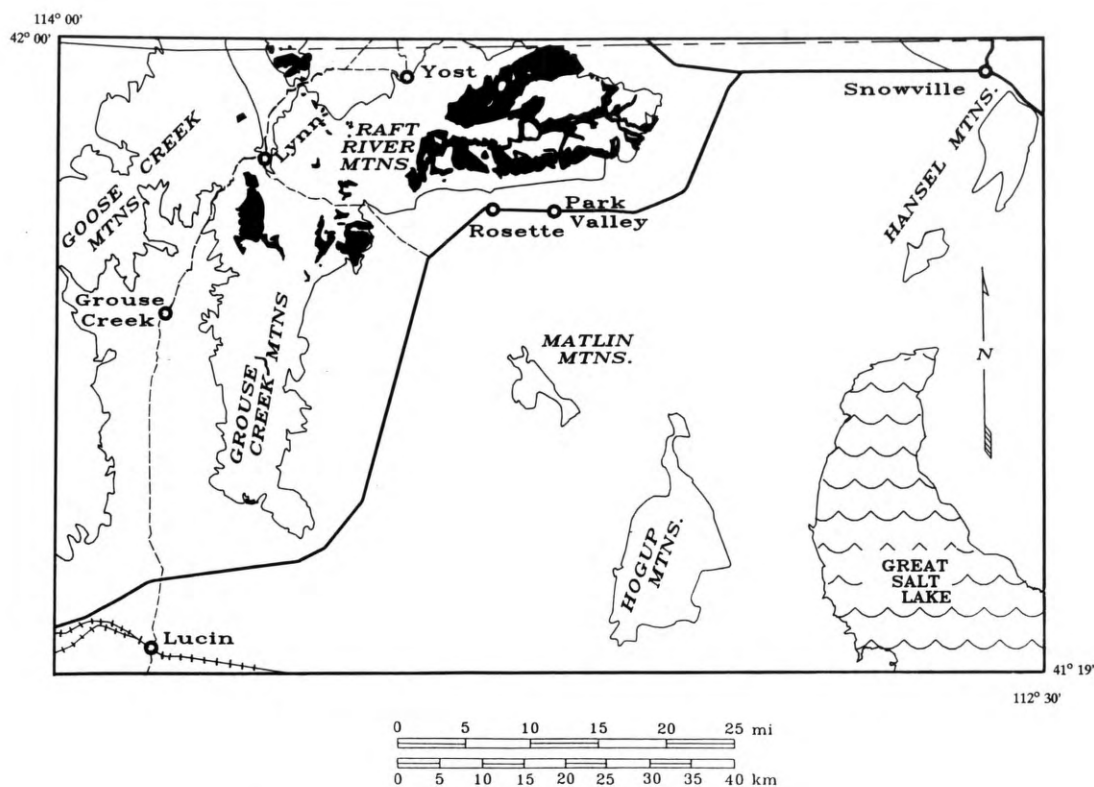 114° 00'
42° 00'
Yost
Snowville
Lynn
RAFT
RIVER
MTNS.
GOOSE CREEK
MTNS
HANSEL MTNS.
Park
Valley
Rosette
Grouse
Creek
MATLIN
MTNS.
GROUSE
CREEK MTNS
N
HOGUP
MTNS.
GREAT
SALT
LAKE
Lucin
41° 19'
112° 30'
0 5 10 15 20 25 mi
0 5 10 15 20 25 30 35 40 km